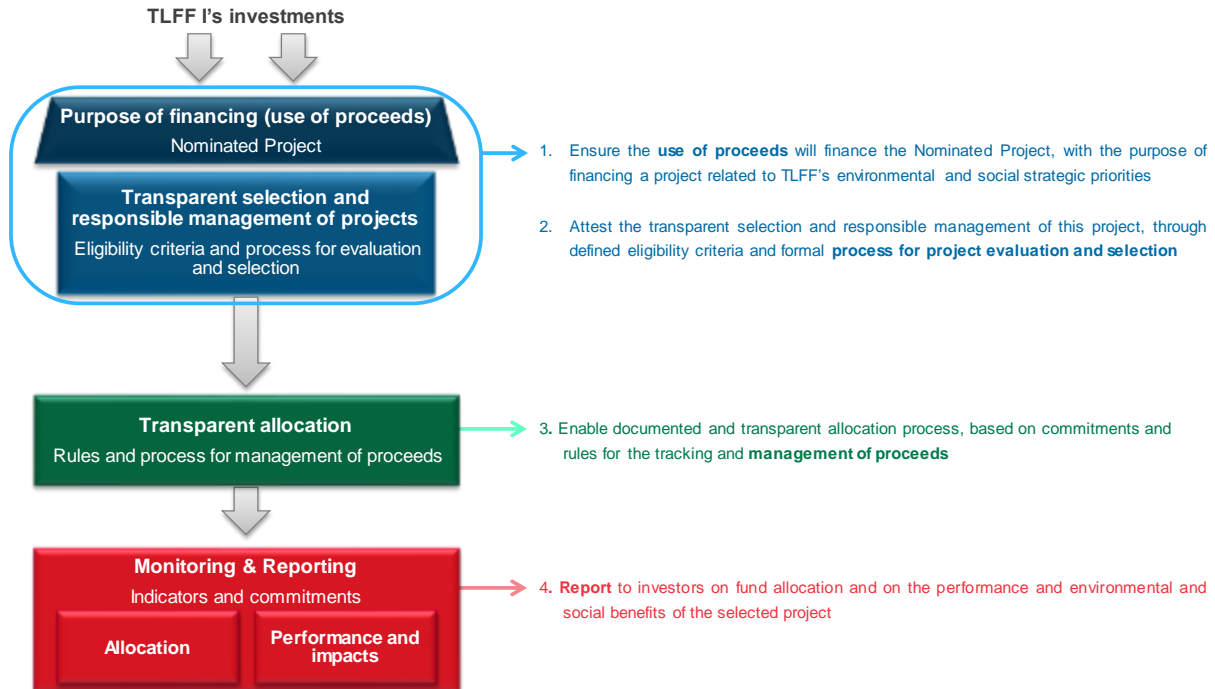 TLFF I's investments
Purpose of financing (use of proceeds)
Nominated Project
Transparent selection and
responsible management of projects
Eligibility criteria and process for evaluation
and selection
1. Ensure the use of proceeds will finance the Nominated Project, with the purpose of
financing a project related to TLFF's environmental and social strategic priorities
2. Attest the transparent selection and responsible management of this project, through
defined eligibility criteria and formal process for project evaluation and selection
Transparent allocation
Rules and process for management of proceeds
3. Enable documented and transparent allocation process, based on commitments and
rules for the tracking and management of proceeds
Monitoring & Reporting
Indicators and commitments
Allocation
Performance and
impacts
4. Report to investors on fund allocation and on the performance and environmental and
social benefits of the selected project